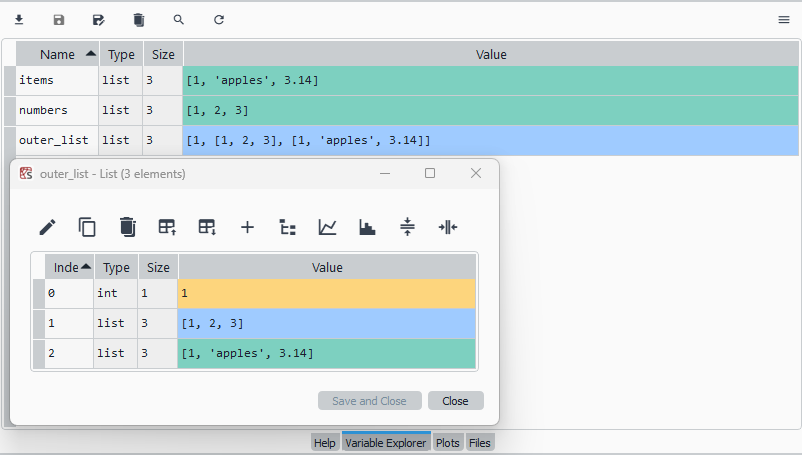 Name Type Size Value
items list 3 [1, 'apples', 3.14]
numbers list 3 [1, 2, 3]
outer_list list 3 [1, [1, 2, 3], [1, 'apples', 3.14]]
outer_list - List (3 elements)
Inde Type Size Value
0 int 1 1
1 list 3 [1, 2, 3]
2 list 3 [1, 'apples', 3.14]
Save and Close Close
Help Variable Explorer Plots Files